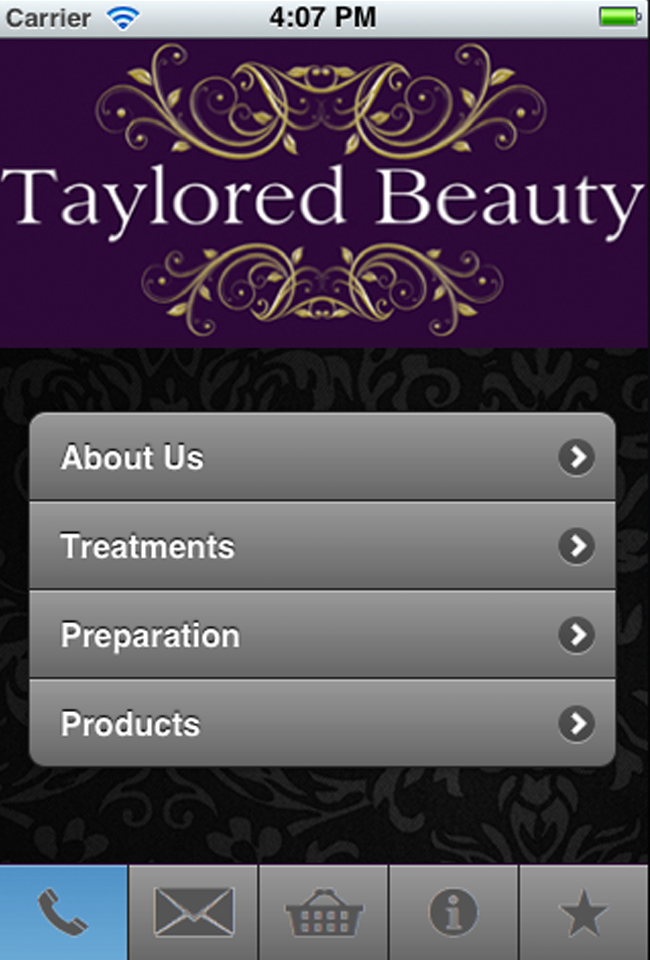 Carrier 4:07 PM
Taylored Beauty
About Us
Treatments
Preparation
Products